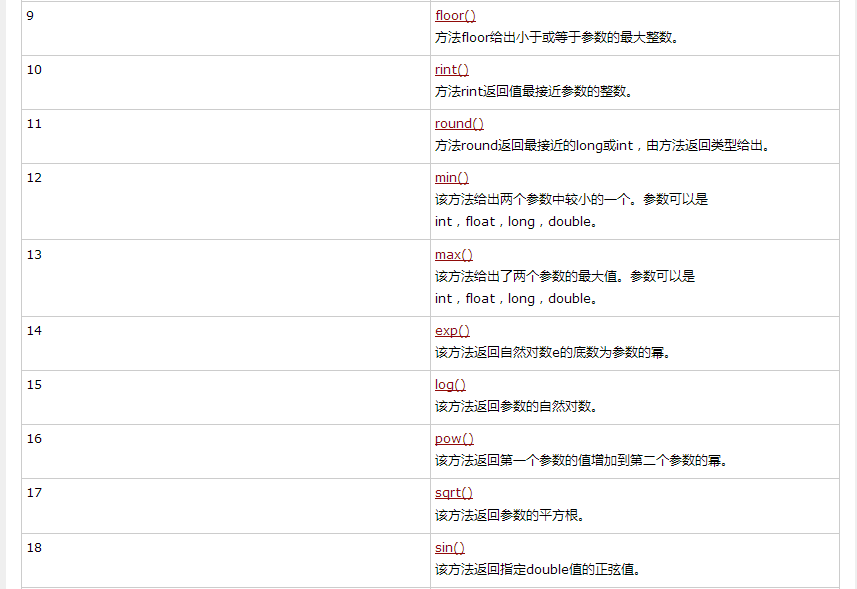 9
floor()
方法floor给出小于或等于参数的最大整数。
10
rint()
方法rint返回值最接近参数的整数。
11
round()
方法round返回最接近的long或int，由方法返回类型给出。
12
min()
该方法给出两个参数中较小的一个。参数可以是
int，float，long，double。
13
max()
该方法给出了两个参数的最大值。参数可以是
int，float，long，double。
14
exp()
该方法返回自然对数e的底数为参数的幂。
15
log()
该方法返回参数的自然对数。
16
pow()
该方法返回第一个参数的值增加到第二个参数的幂。
17
sqrt()
该方法返回参数的平方根。
18
sin()
该方法返回指定double值的正弦值。